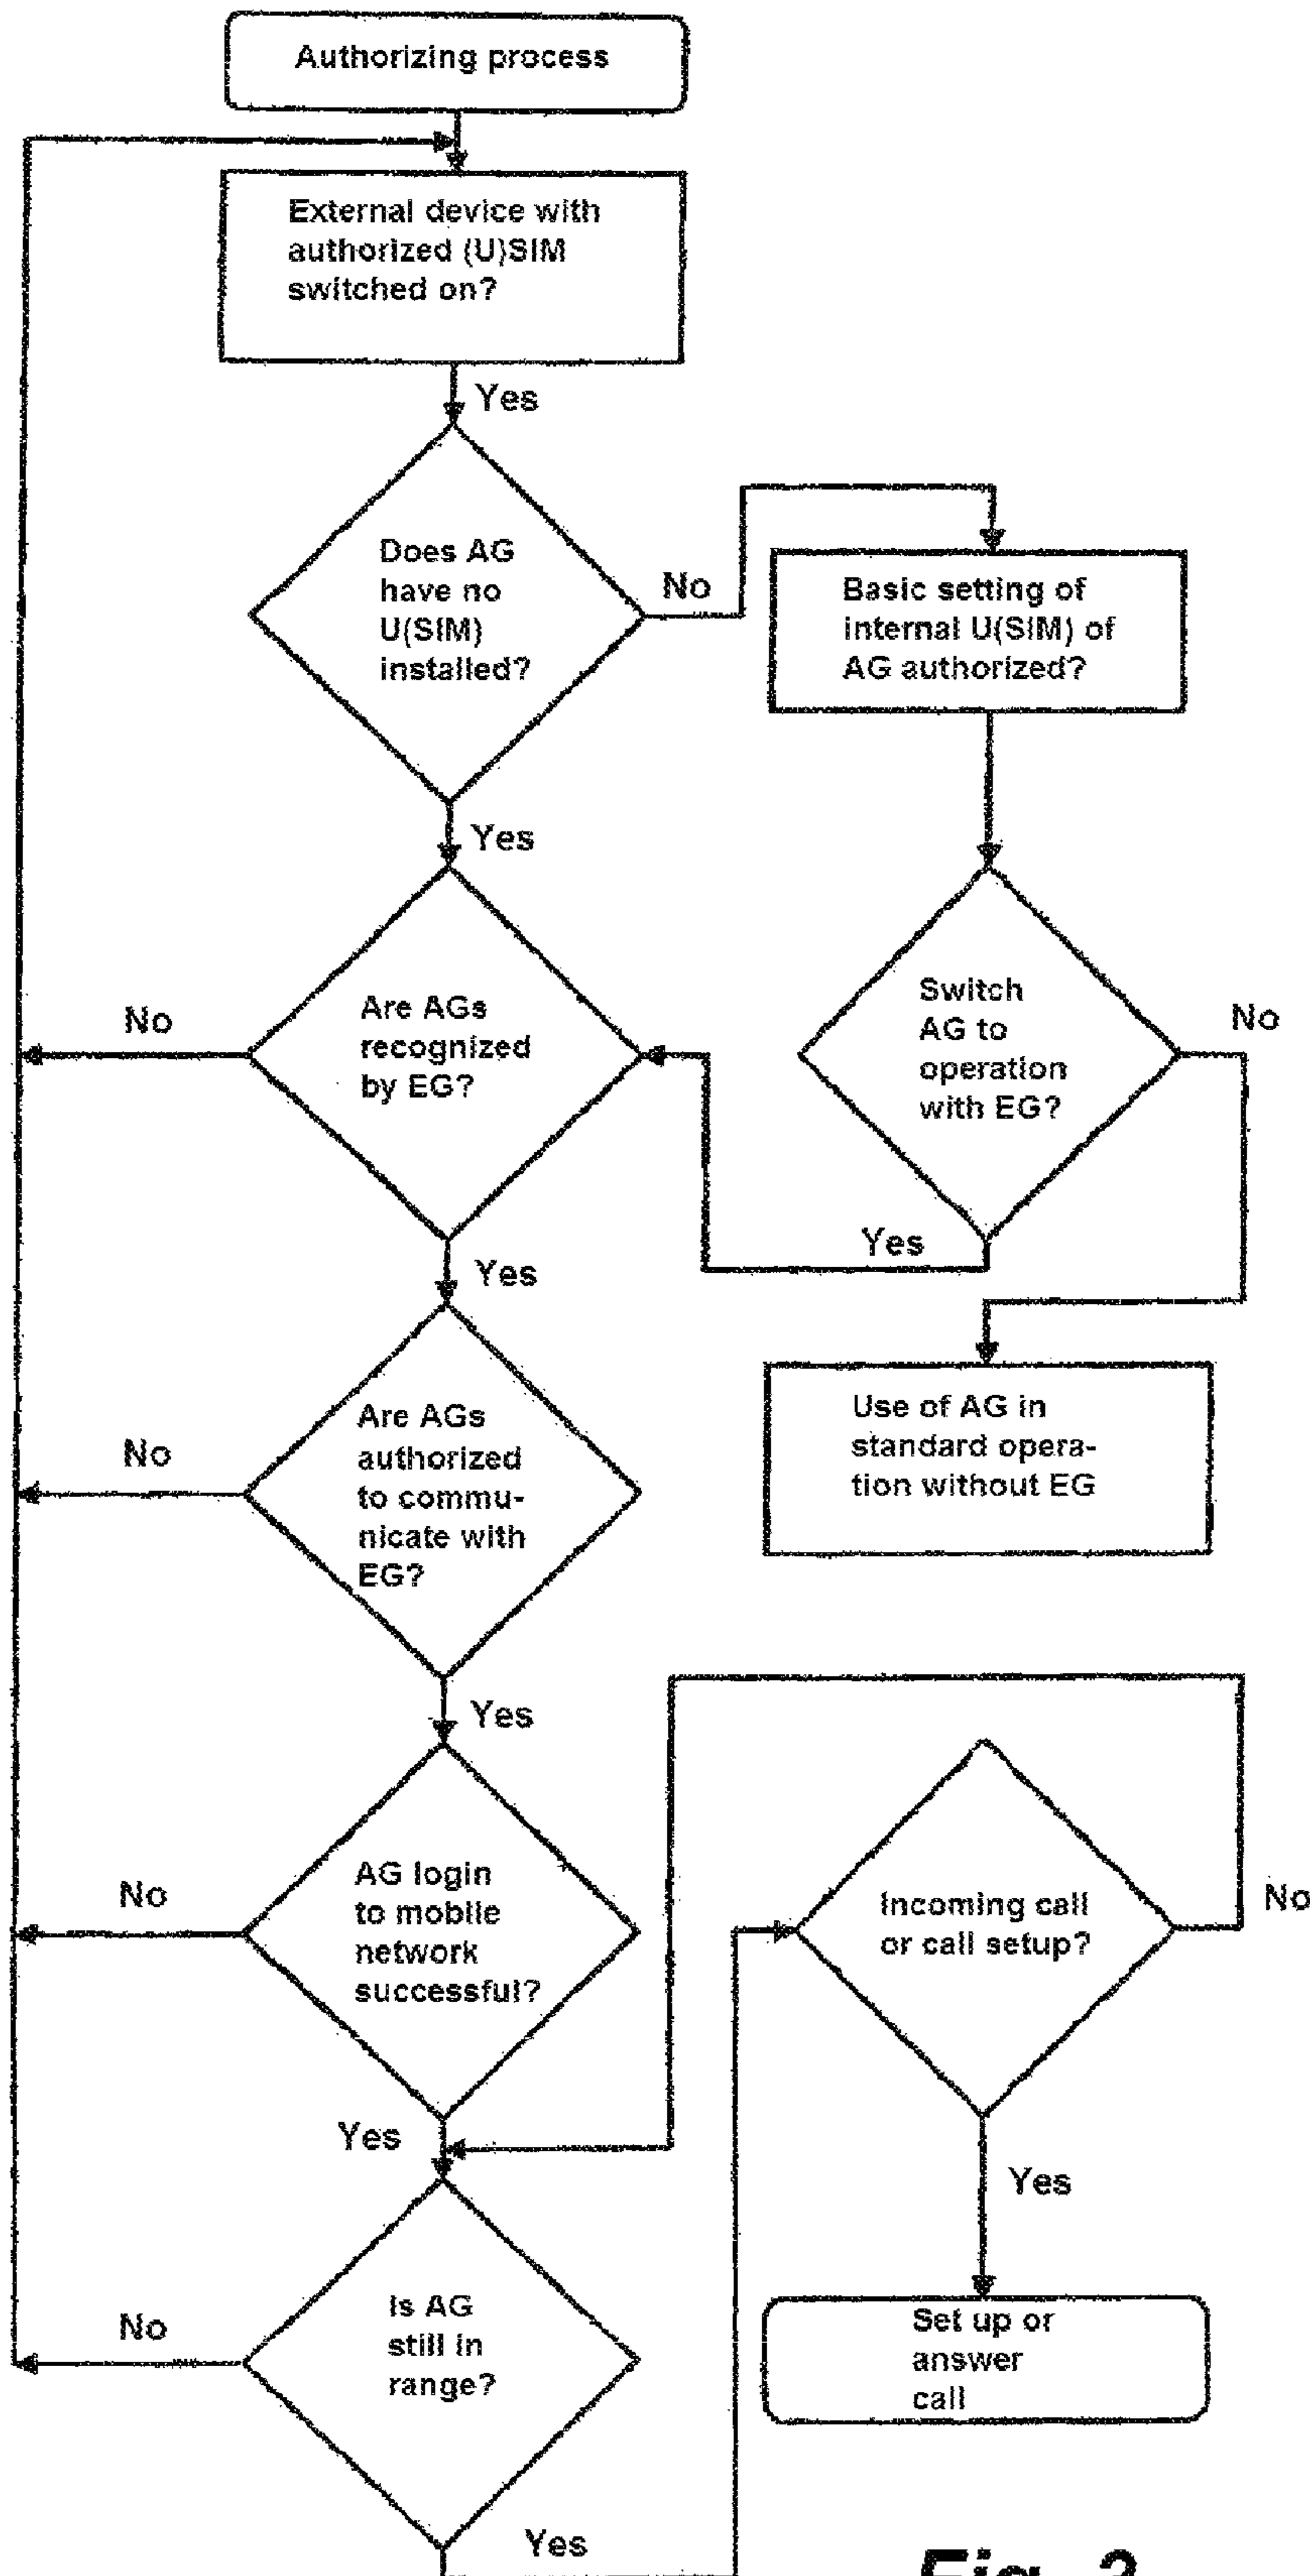 Authorizing process
External device with
authorized (U)SIM
switched on?
Yes
Does AG
have no
U(SIM)
installed?
No
Basic setting of
internal U(SIM) of
AG authorized?
Yes
Are AGs
recognized
by EG?
No
Switch
AG to
operation
with EG?
No
Yes
Yes
Are AGs
authorized
to commu-
nicate with
EG?
No
Use of AG in
standard opera-
tion without EG
Yes
AG login
to mobile
network
successful?
No
Incoming call
or call setup?
No
Yes
Yes
Is AG
still in
range?
No
Set up or
answer
call
Yes